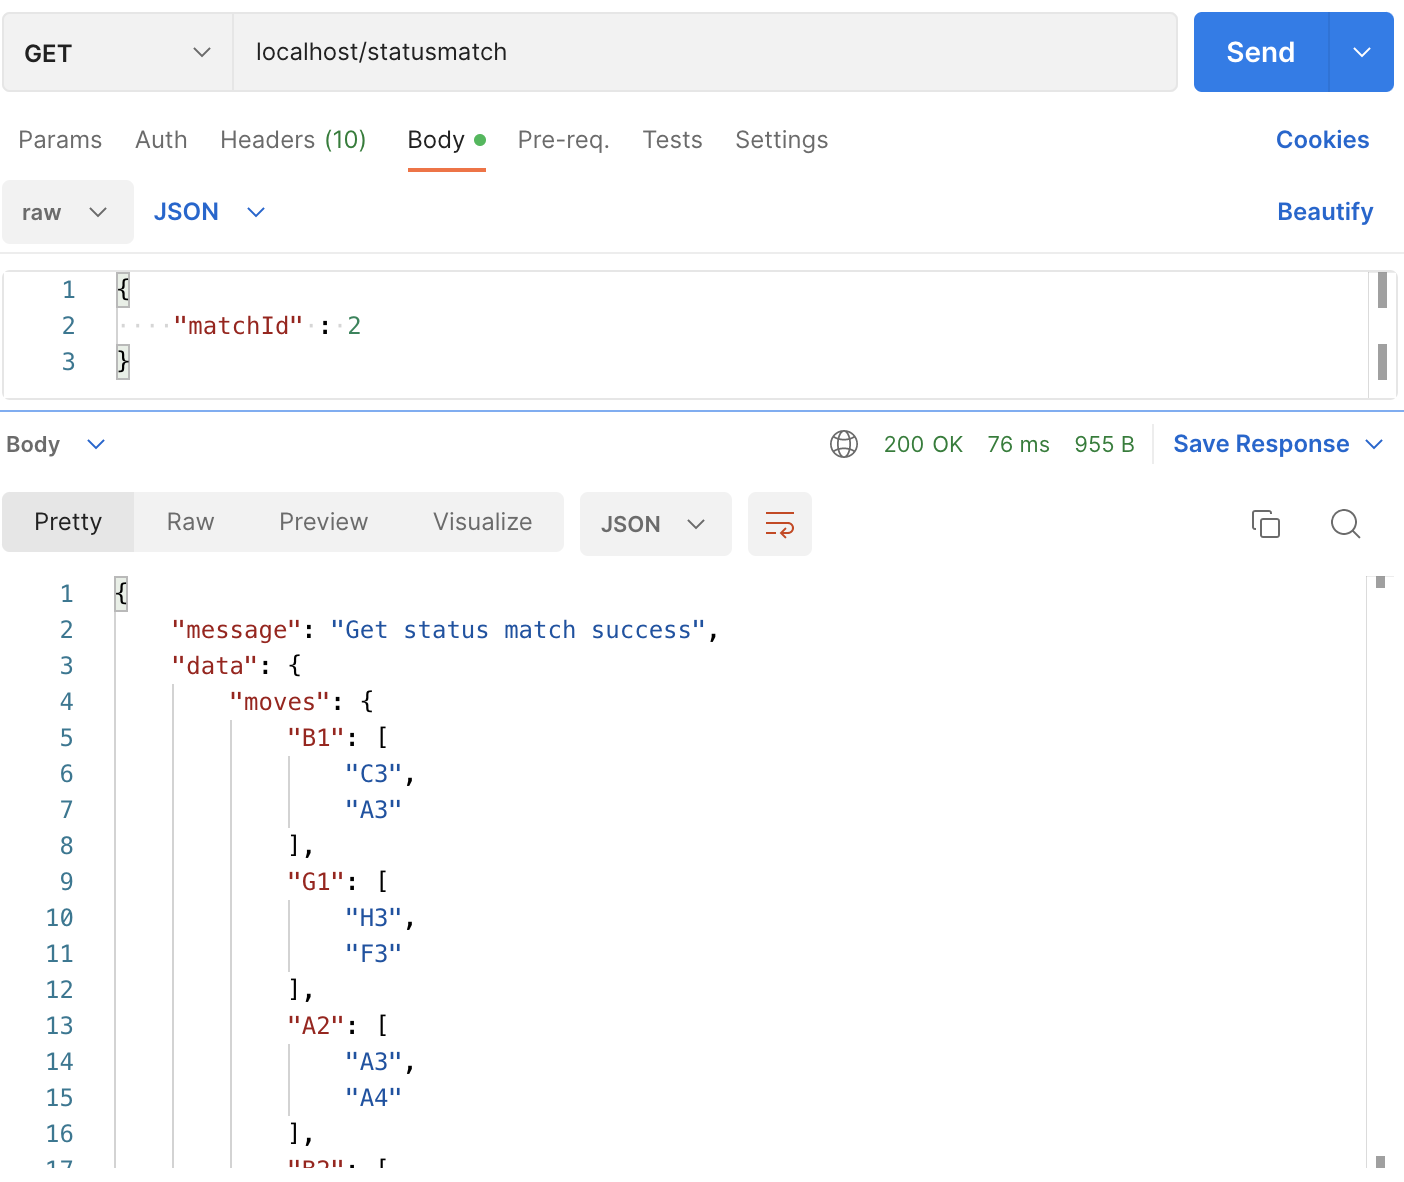 GET localhost/statusmatch Send
Params Auth Headers (10) Body Pre-req. Tests Settings Cookies
raw JSON Beautify
1 {
2 "matchId" : 2
3 }
Body 200 OK 76 ms 955 B Save Response
Pretty Raw Preview Visualize JSON
1 {
2 "message": "Get status match success",
3 "data": {
4 "moves": {
5 "B1": [
6 "C3",
7 "A3"
8 ],
9 "G1": [
10 "H3",
11 "F3"
12 ],
13 "A2": [
14 "A3",
15 "A4"
16 ],
17 "B2": [